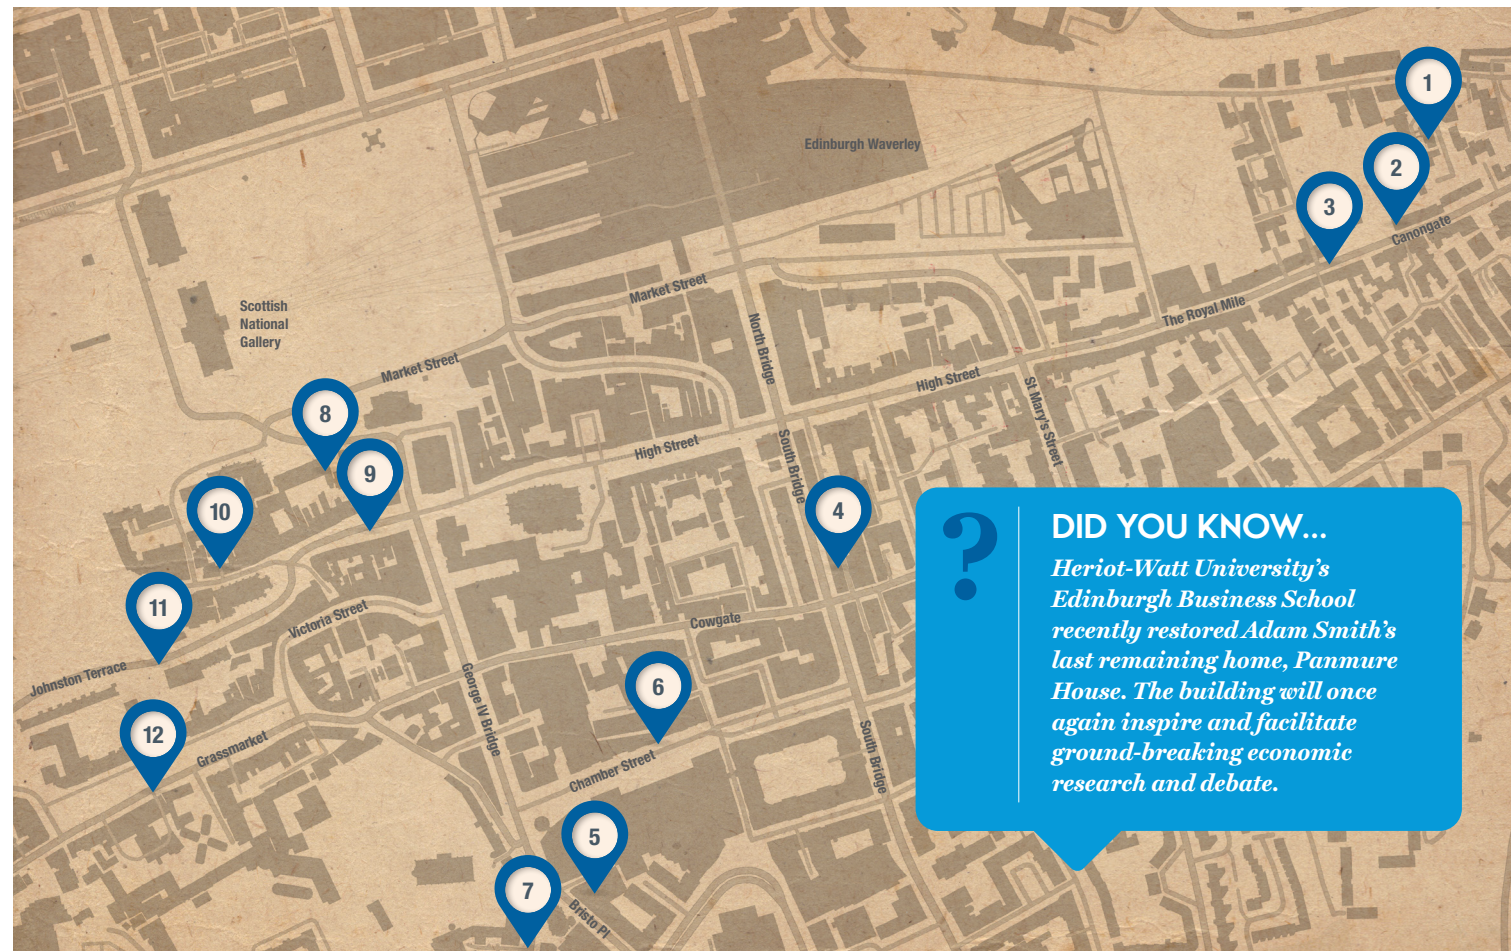 1
Edinburgh Waverley
2
3
Canongate
Scottish
National
Gallery
Market Street
The Royal Mile
North Bridge
Market Street
High Street
St Mary's Street
8
High Street
South Bridge
9
10
4
11
Victoria Street
Cowgate
Johnston Terrace
George IV Bridge
6
12
Grassmarket
Chamber Street
South Bridge
5
7
Bristo Pl
?
DID YOU KNOW...
Heriot-Watt University's
Edinburgh Business School
recently restored Adam Smith's
last remaining home, Panmure
House. The building will once
again inspire and facilitate
ground-breaking economic
research and debate.